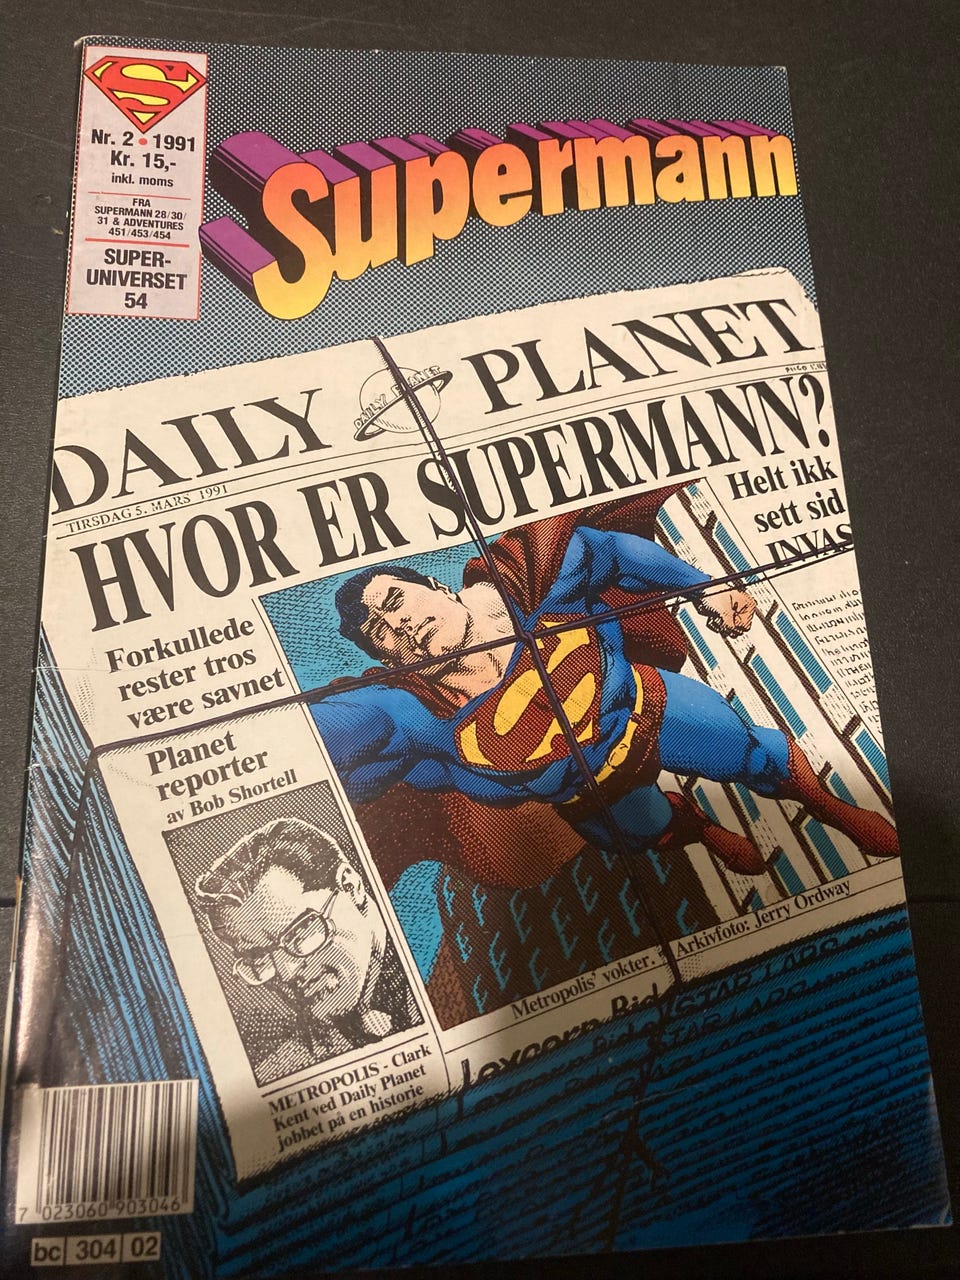 Nr. 2 • 1991
Kr. 15,-
inkl. moms
FRA
SUPERMANN 28/30/
31 & ADVENTURES
451/453/454
SUPER-
UNIVERSET
54
Supermann
DAILY PLANET
DAILY PLANET
TIRSDAG 5. MARS 1991
HVOR ER SUPERMANN?
Helt ikk
sett sid
INVAS
Forkullede
rester tros
være savnet
Planet
reporter
av Bob Shortell
Metropolis' vokter.
Arkivfoto: Jerry Ordway
METROPOLIS - Clark
Kent ved Daily Planet
jobbet på en historie
7 023060 903046
bc 304 02